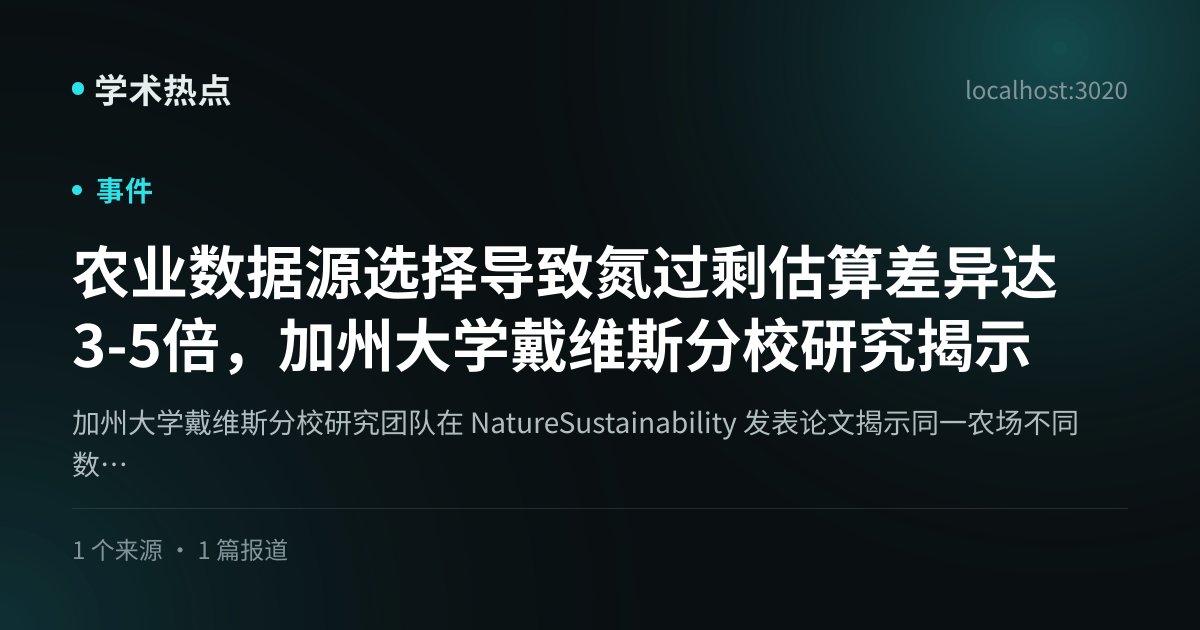 学术热点
localhost:3020
事件
农业数据源选择导致氮过剩估算差异达
3-5倍，加州大学戴维斯分校研究揭示
加州大学戴维斯分校研究团队在 NatureSustainability 发表论文揭示同一农场不同
数…
1 个来源 · 1 篇报道